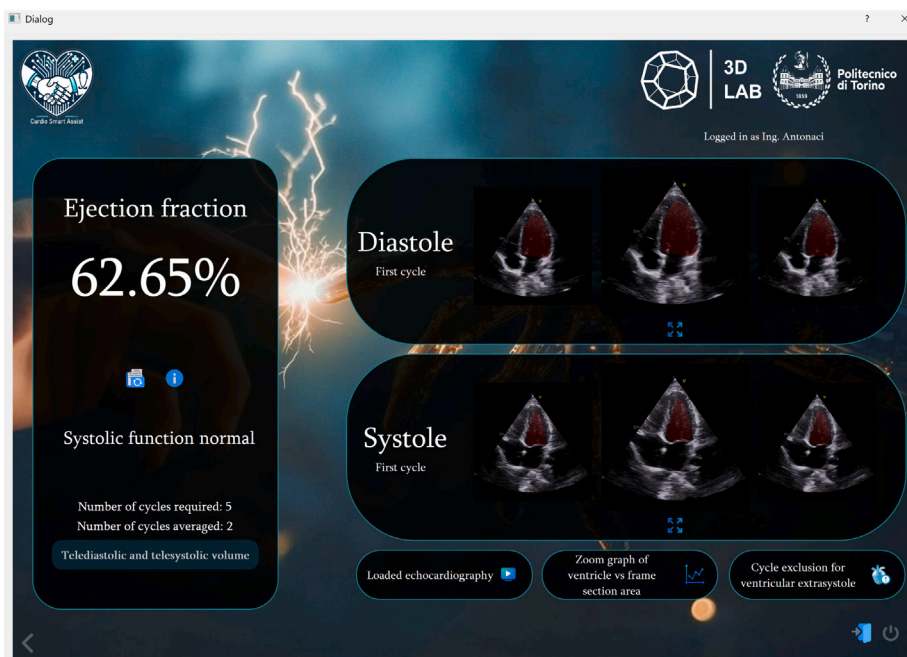 Dialog
?
×
Cardio Smart Assist
3D
LAB
1859
Politecnico
di Torino
Logged in as Ing. Antonaci
Ejection fraction
62.65%
Systolic function normal
Number of cycles required: 5
Number of cycles averaged: 2
Telediastolic and telesystolic volume
Diastole
First cycle
Systole
First cycle
Loaded echocardiography
Zoom graph of
ventricle vs frame
section area
Cycle exclusion for
ventricular extrasystole